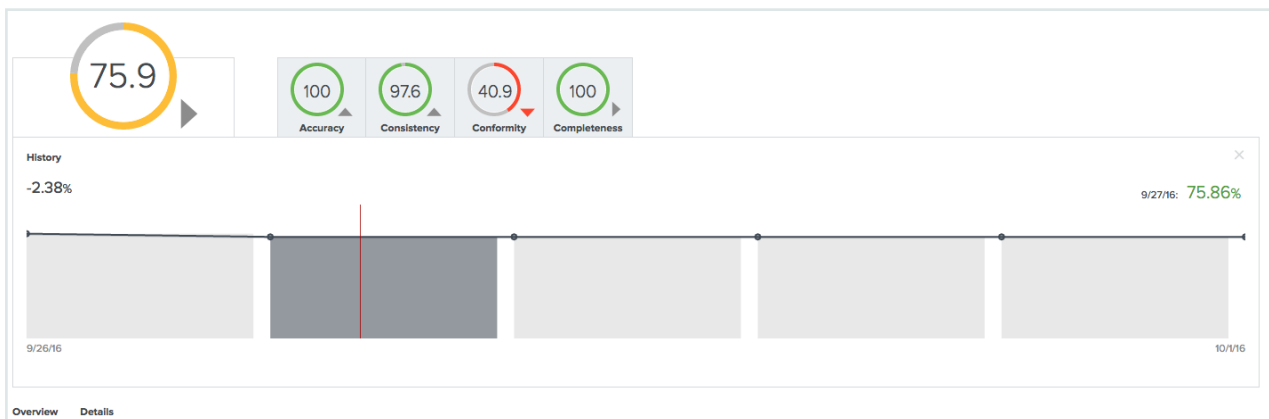 75.9
100
97.6
40.9
100
Accuracy
Consistency
Conformity
Completeness
History
×
-2.38%
9/27/16: 75.86%
9/26/16
10/1/16
Overview
Details